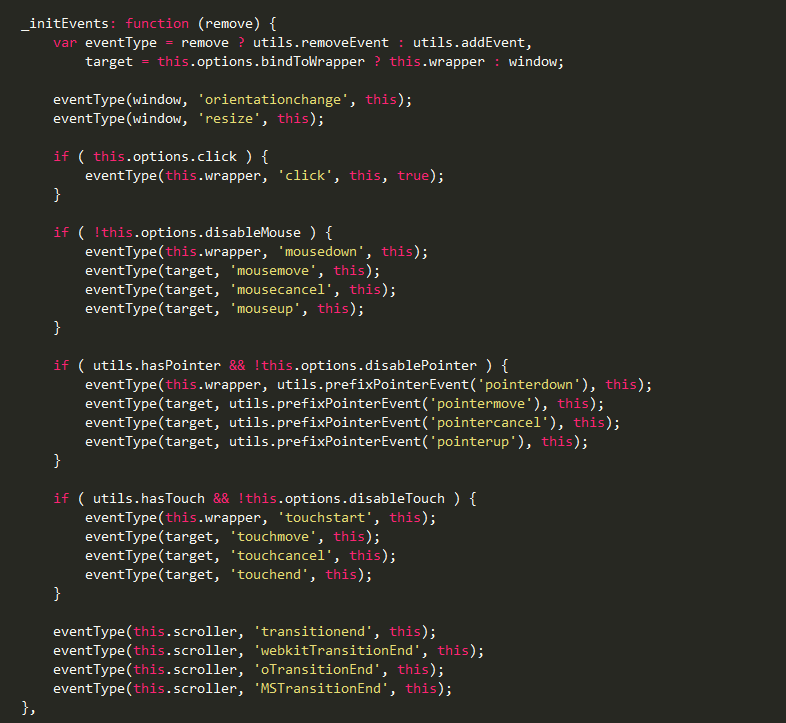 _initEvents: function (remove) {
    var eventType = remove ? utils.removeEvent : utils.addEvent,
        target = this.options.bindToWrapper ? this.wrapper : window;

    eventType(window, 'orientationchange', this);
    eventType(window, 'resize', this);

    if ( this.options.click ) {
        eventType(this.wrapper, 'click', this, true);
    }

    if ( !this.options.disableMouse ) {
        eventType(this.wrapper, 'mousedown', this);
        eventType(target, 'mousemove', this);
        eventType(target, 'mousecancel', this);
        eventType(target, 'mouseup', this);
    }

    if ( utils.hasPointer && !this.options.disablePointer ) {
        eventType(this.wrapper, utils.prefixPointerEvent('pointerdown'), this);
        eventType(target, utils.prefixPointerEvent('pointermove'), this);
        eventType(target, utils.prefixPointerEvent('pointercancel'), this);
        eventType(target, utils.prefixPointerEvent('pointerup'), this);
    }

    if ( utils.hasTouch && !this.options.disableTouch ) {
        eventType(this.wrapper, 'touchstart', this);
        eventType(target, 'touchmove', this);
        eventType(target, 'touchcancel', this);
        eventType(target, 'touchend', this);
    }

    eventType(this.scroller, 'transitionend', this);
    eventType(this.scroller, 'webkitTransitionEnd', this);
    eventType(this.scroller, 'oTransitionEnd', this);
    eventType(this.scroller, 'MSTransitionEnd', this);
},